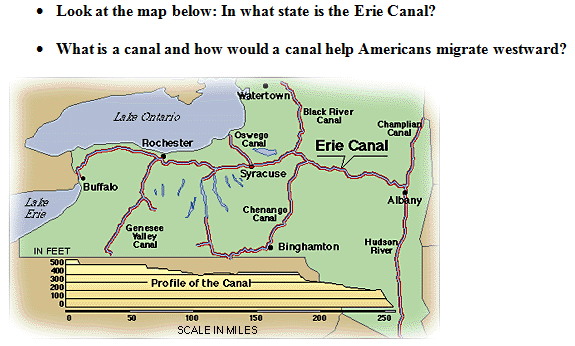 • Look at the map below: In what state is the Erie Canal?
• What is a canal and how would a canal help Americans migrate westward?
Watertown
Lake Ontario
Black River
Canal
Champlian
Canal
Rochester
Oswego
Canal
Erie Canal
Syracuse
Buffalo
Albany
Lake
Erie
Chenango
Canal
Genesee
Valley
Canal
Binghamton
Hudson
River
IN FEET
500
400
300
200
100
0
Profile of the Canal
0 50 100 150 200 250
SCALE IN MILES